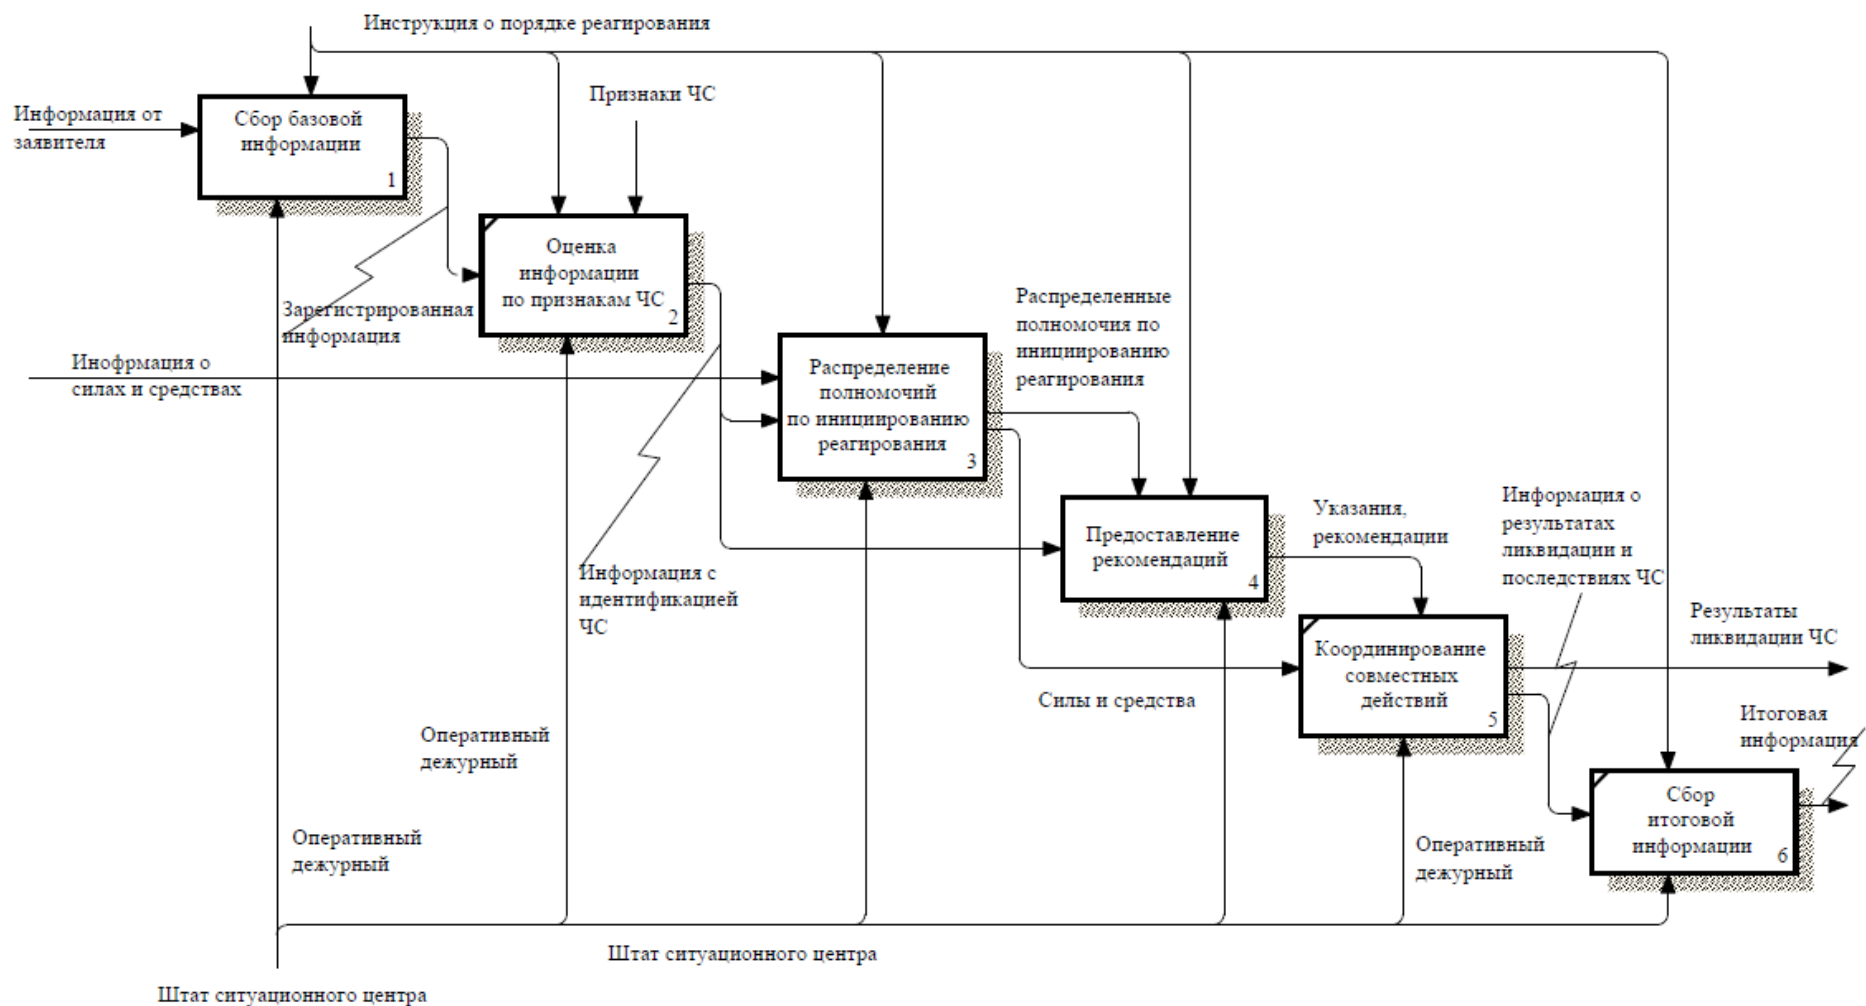 Инструкция о порядке реагирования
Признаки ЧС
Информация от
заявителя
Сбор базовой
информации
1
Оценка
информации
по признакам ЧС
2
Зарегистрированная
информация
Инофрмация о
силах и средствах
Распределение
полномочий
по инициированию
реагирования
3
Распределенные
полномочия по
инициированию
реагирования
Предоставление
рекомендаций
4
Указания,
рекомендации
Информация о
результатах
ликвидации и
последствиях ЧС
Информация с
идентификацией
ЧС
Координирование
совместных
действий
5
Результаты
ликвидации ЧС
Силы и средства
Итоговая
информация
Оперативный
дежурный
Сбор
итоговой
информации
6
Оперативный
дежурный
Оперативный
дежурный
Штат ситуационного центра
Штат ситуационного центра